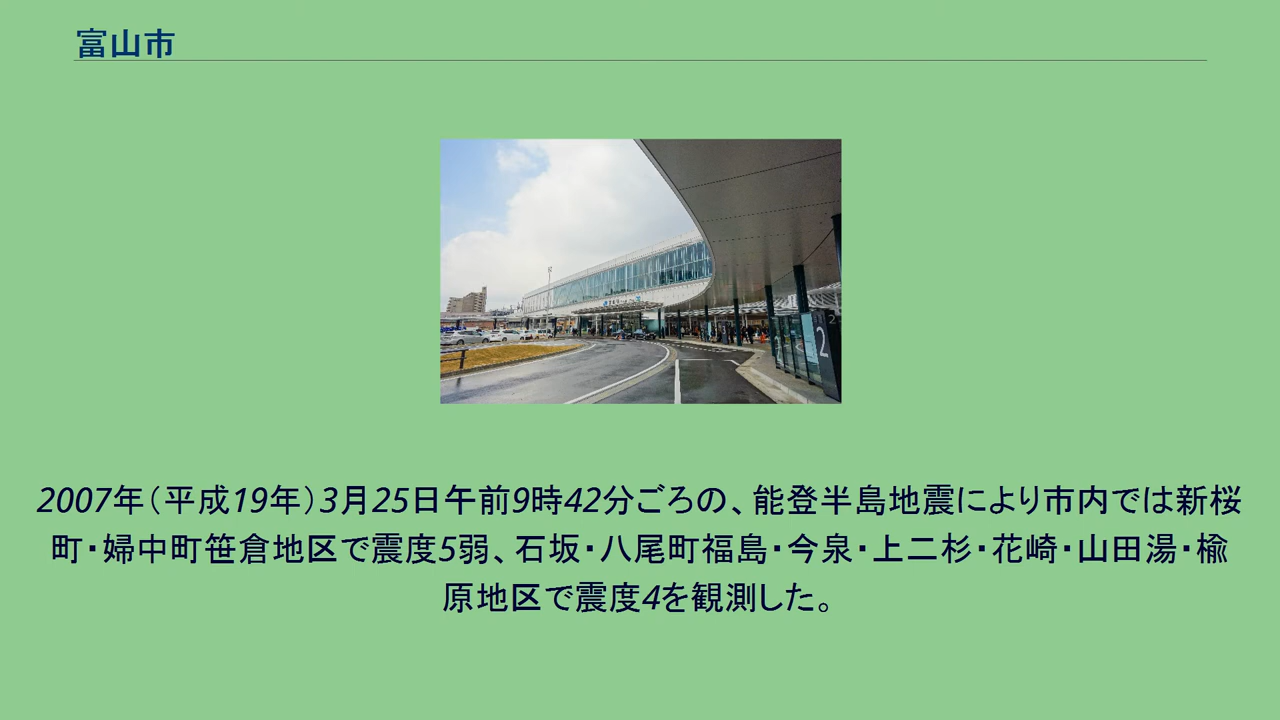 富山市
2
2007年（平成19年）3月25日午前9時42分ごろの、能登半島地震により市内では新桜
町・婦中町笹倉地区で震度5弱、石坂・八尾町福島・今泉・上二杉・花崎・山田湯・楡
原地区で震度4を観測した。